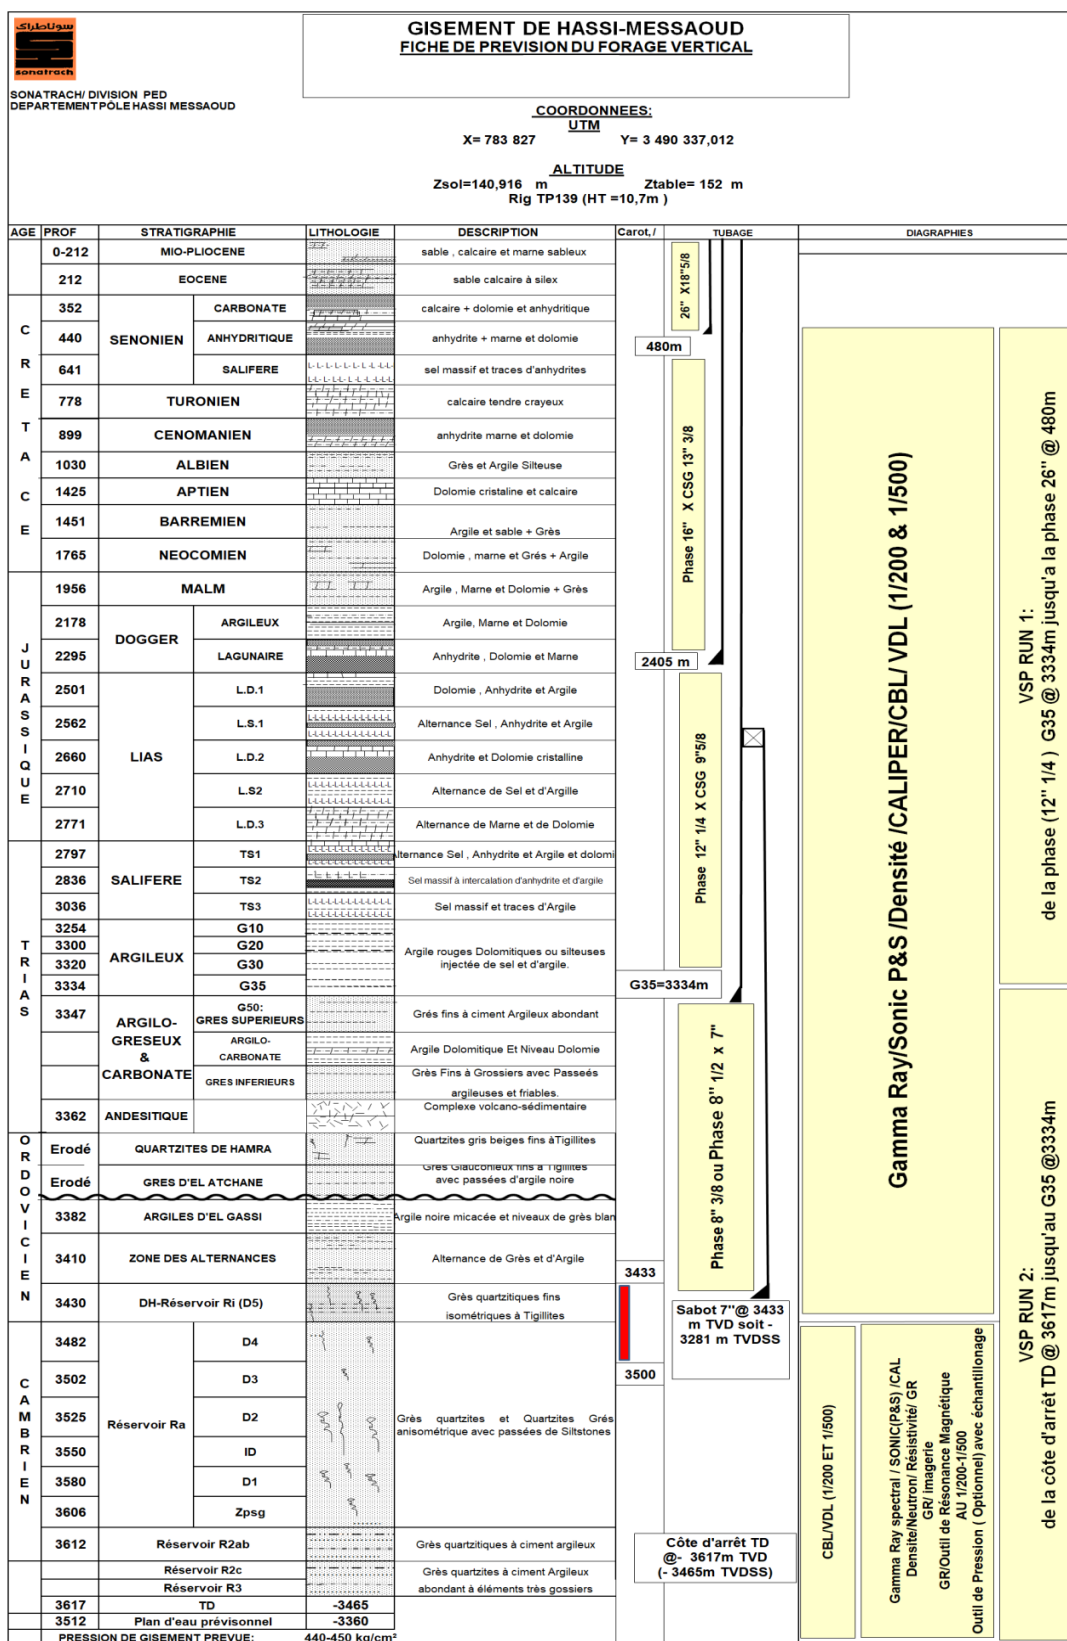 سوناطراك
sonatrach
SONATRACH/ DIVISION PED
DEPARTEMENT PÔLE HASSI MESSAOUD
GISEMENT DE HASSI-MESSAOUD
FICHE DE PREVISION DU FORAGE VERTICAL
COORDONNEES:
UTM
X= 783 827 Y= 3 490 337,012
ALTITUDE
Zsol=140,916 m Ztable= 152 m
Rig TP139 (HT =10,7m )
AGE PROF STRATIGRAPHIE LITHOLOGIE DESCRIPTION Carot,/ TUBAGE DIAGRAPHIES
CRETACE
0-212 MIO-PLIOCENE sable , calcaire et marne sableux
212 EOCENE sable calcaire à silex
SENONIEN
352 CARBONATE calcaire + dolomie et anhydritique
440 ANHYDRITIQUE anhydrite + marne et dolomie
641 SALIFERE sel massif et traces d'anhydrites
778 TURONIEN calcaire tendre crayeux
899 CENOMANIEN anhydrite marne et dolomie
1030 ALBIEN Grès et Argile Silteuse
1425 APTIEN Dolomie cristaline et calcaire
1451 BARREMIEN Argile et sable + Grès
1765 NEOCOMIEN Dolomie , marne et Grés + Argile
JURASSIQUE
1956 MALM Argile , Marne et Dolomie + Grès
DOGGER
2178 ARGILEUX Argile, Marne et Dolomie
2295 LAGUNAIRE Anhydrite , Dolomie et Marne
LIAS
2501 L.D.1 Dolomie , Anhydrite et Argile
2562 L.S.1 Alternance Sel , Anhydrite et Argile
2660 L.D.2 Anhydrite et Dolomie cristalline
2710 L.S2 Alternance de Sel et d'Argille
2771 L.D.3 Alternance de Marne et de Dolomie
TRIAS
SALIFERE
2797 TS1 lternance Sel , Anhydrite et Argile et dolomi
2836 TS2 Sel massif à intercalation d'anhydrite et d'argile
3036 TS3 Sel massif et traces d'Argile
ARGILEUX
3254 G10
3300 G20
3320 G30
3334 G35
Argile rouges Dolomitiques ou silteuses
injectée de sel et d'argile.
ARGILO-
GRESEUX
&
CARBONATE
3347 G50:
GRES SUPERIEURS Grés fins à ciment Argileux abondant
ARGILO-
CARBONATE Argile Dolomitique Et Niveau Dolomie
GRES INFERIEURS Grès Fins à Grossiers avec Passeés
argileuses et friables.
3362 ANDESITIQUE Complexe volcano-sédimentaire
ORDOVICIEN
Erodé QUARTZITES DE HAMRA Quartzites gris beiges fins àTigillites
Erodé GRES D'EL ATCHANE Grès Glauconieux fins à Tigillites
avec passées d'argile noire
3382 ARGILES D'EL GASSI Argile noire micacée et niveaux de grès blan
3410 ZONE DES ALTERNANCES Alternance de Grès et d'Argile
3430 DH-Réservoir Ri (D5) Grès quartzitiques fins
isométriques à Tigillites
CAMBRIEN
Réservoir Ra
3482 D4
3502 D3
3525 D2
3550 ID
3580 D1
3606 Zpsg
Grès quartzites et Quartzites Grés
anisométrique avec passées de Siltstones
3612 Réservoir R2ab Grès quartzitiques à ciment argileux
Réservoir R2c Grès quartzites à ciment Argileux
Réservoir R3 abondant à éléments très gossiers
3617 TD -3465
3512 Plan d'eau prévisonnel -3360
PRESSION DE GISEMENT PREVUE: 440-450 kg/cm²
3433
3500
26" X18"5/8
480m
Phase 16" X CSG 13" 3/8
2405 m
Phase 12" 1/4 X CSG 9"5/8
G35=3334m
Phase 8" 3/8 ou Phase 8" 1/2 x 7"
Sabot 7"@ 3433
m TVD soit -
3281 m TVDSS
Côte d'arrêt TD
@- 3617m TVD
(- 3465m TVDSS)
Gamma Ray/Sonic P&S /Densité /CALIPER/CBL/ VDL (1/200 & 1/500)
VSP RUN 1:
de la phase (12" 1/4 ) G35 @ 3334m jusqu'a la phase 26" @ 480m
CBL/VDL (1/200 ET 1/500)
Gamma Ray spectral / SONIC(P&S) /CAL
Densite/Neutron/ Résistivité/ GR
GR/ imagerie
GR/Outil de Résonance Magnétique
AU 1/200-1/500
Outil de Pression ( Optionnel) avec échantillonage
VSP RUN 2:
de la côte d'arrêt TD @ 3617m jusqu'au G35 @3334m